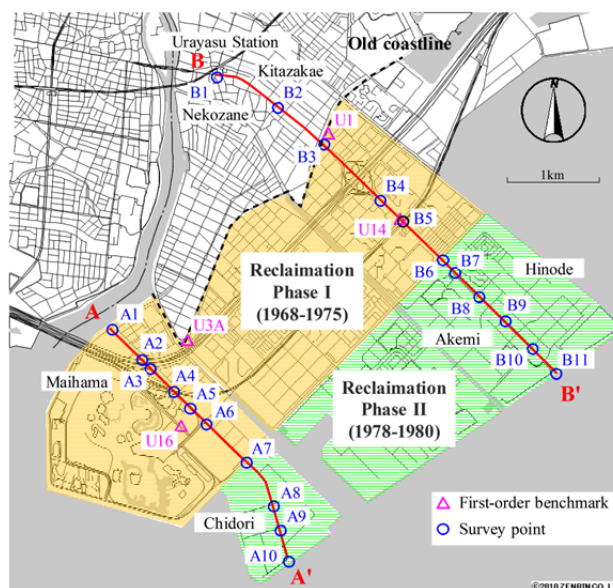 Old coastline
Urayasu Station
B
Kitazakae
B1
B2
Nekozane
U1
N
B3
1km
B4
U14
B5
B7
B6
Hinode
Reclaimation
Phase I
(1968-1975)
B8
B9
A
A1
U3A
Akemi
A2
B10
B11
A3
Maihama
A4
B'
A5
Reclaimation
Phase II
(1978-1980)
A6
U16
A7
A8
First-order benchmark
Chidori
A9
Survey point
A10
A'
©2010 ZENRIN CO.,